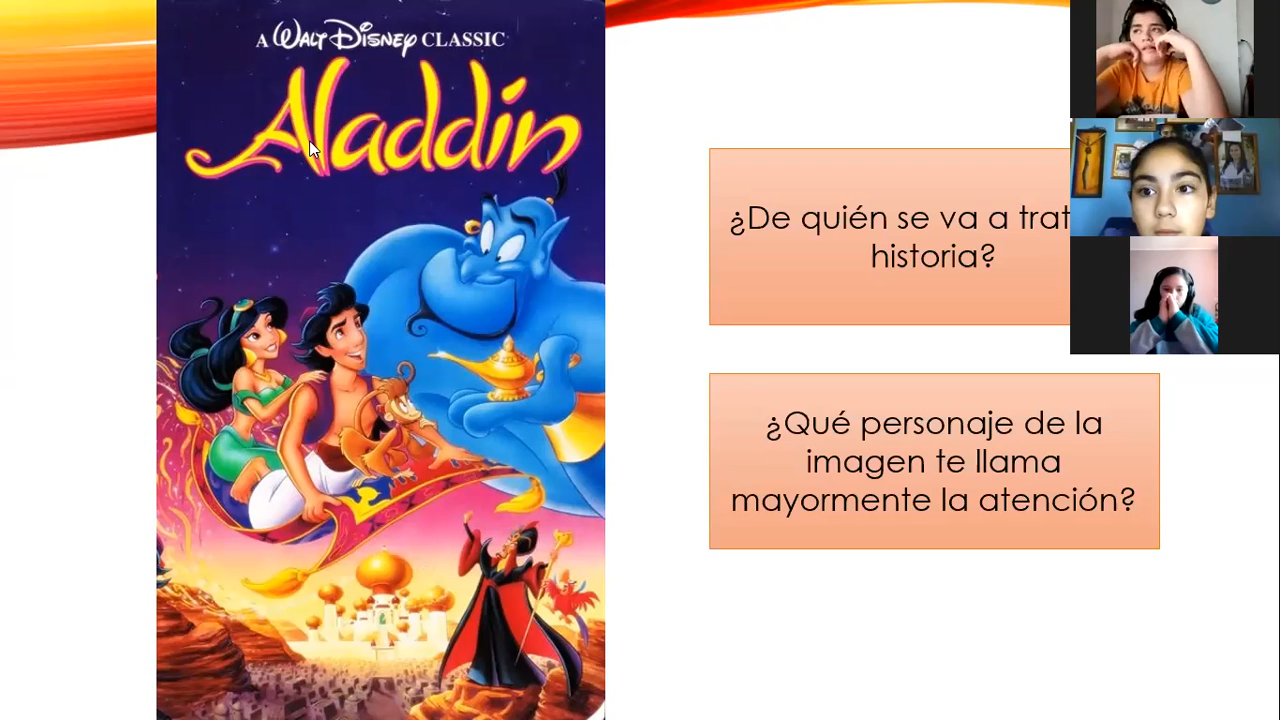 A WALT DISNEY CLASSIC
Aladdin
¿De quién se va a
historia?
¿Qué personaje de la
imagen te llama
mayormente la atención?